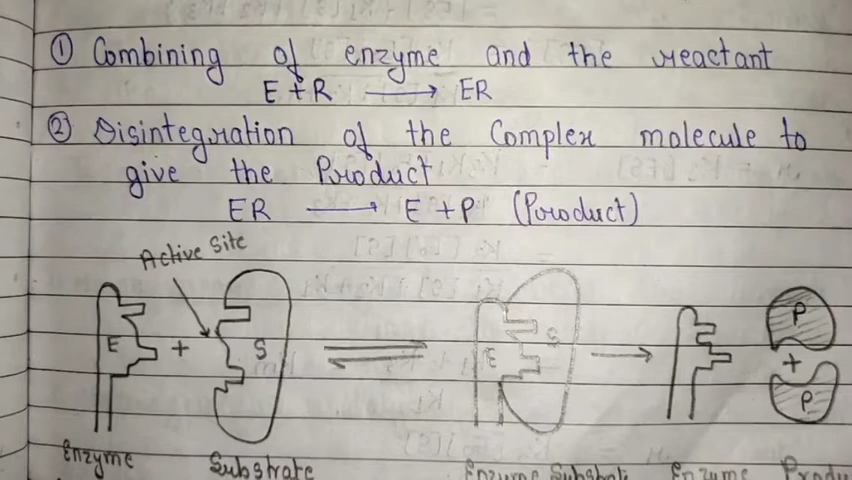 ① Combining of enzyme and the reactant
E + R → ER
② Disintegration of the Complex molecule to
give the Product
ER → E + P (Product)
Active Site
E + S ⇌ E S → P + P
Enzyme Substrate Enzyme Enzyme